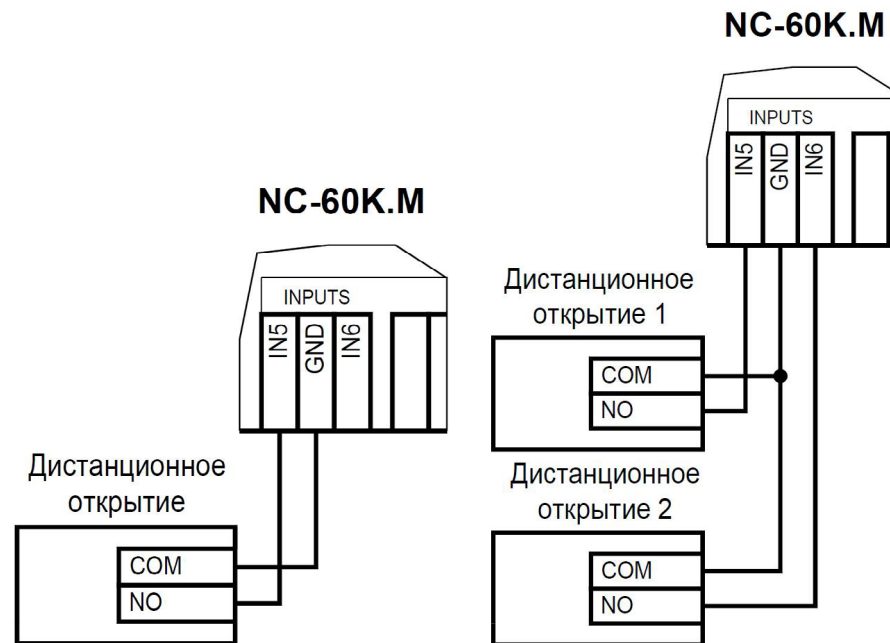 NC-60K.M
INPUTS
IN5
GND
IN6
Дистанционное
открытие
COM
NO
NC-60K.M
INPUTS
IN5
GND
IN6
Дистанционное
открытие 1
COM
NO
Дистанционное
открытие 2
COM
NO